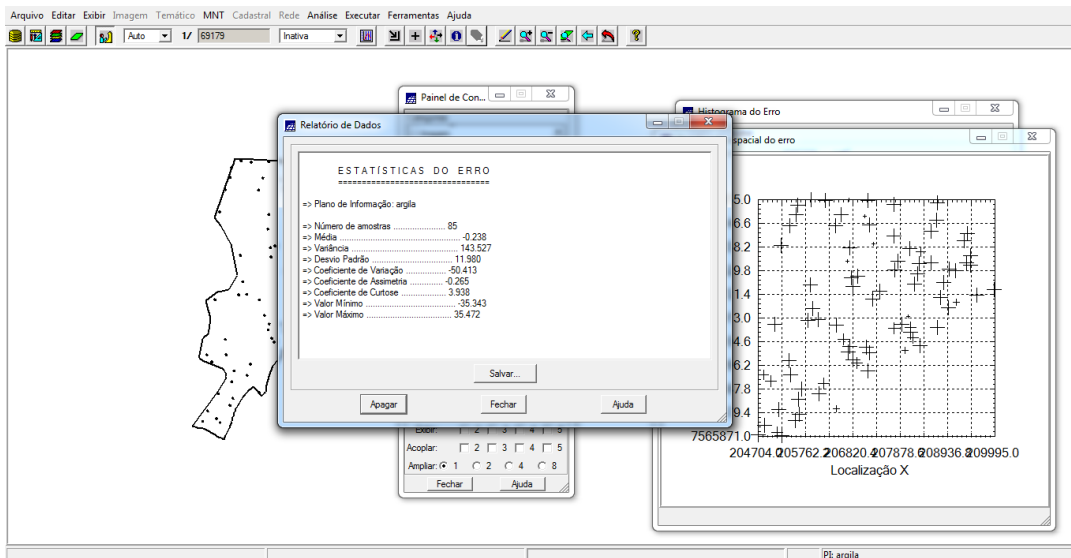 Arquivo Editar Exibir Imagem Temático MNT Cadastral Rede Análise Executar Ferramentas Ajuda
Auto 1/ 69179 Inativa
Painel de Con...
Histograma do Erro
spacial do erro
Relatório de Dados
ESTATÍSTICAS DO ERRO
===============================
=> Plano de Informação: argila
=> Número de amostras ...................... 85
=> Média .................................................... -0.238
=> Variância ................................................ 143.527
=> Desvio Padrão ................................... 11.980
=> Coeficiente de Variação ................. -50.413
=> Coeficiente de Assimetria .............. -0.265
=> Coeficiente de Curtose ................... 3.938
=> Valor Mínimo ...................................... -35.343
=> Valor Máximo .................................... 35.472
Salvar...
Apagar Fechar Ajuda
Exibir: 2 3 4 5
Acoplar: 2 3 4 5
Ampliar: 1 2 4 8
Fechar Ajuda
5.0
6.6
8.2
9.8
1.4
3.0
4.6
6.2
7.8
9.4
7565871.0
204704.0 205762.2 206820.4 207878.6 208936.8 209995.0
Localização X
PI: argila